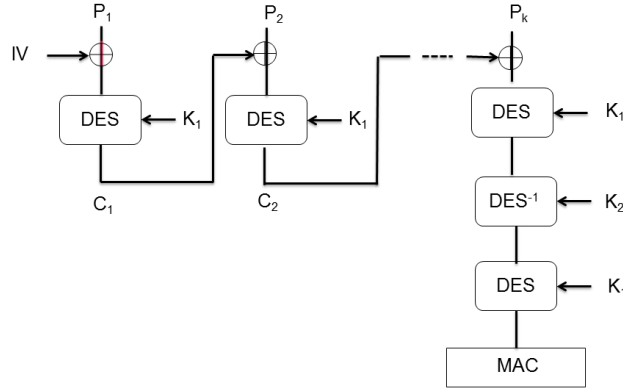 P1 P2 Pk
IV
DES K1 DES K1 DES K1
C1 C2
DES-1 K2
DES K
MAC